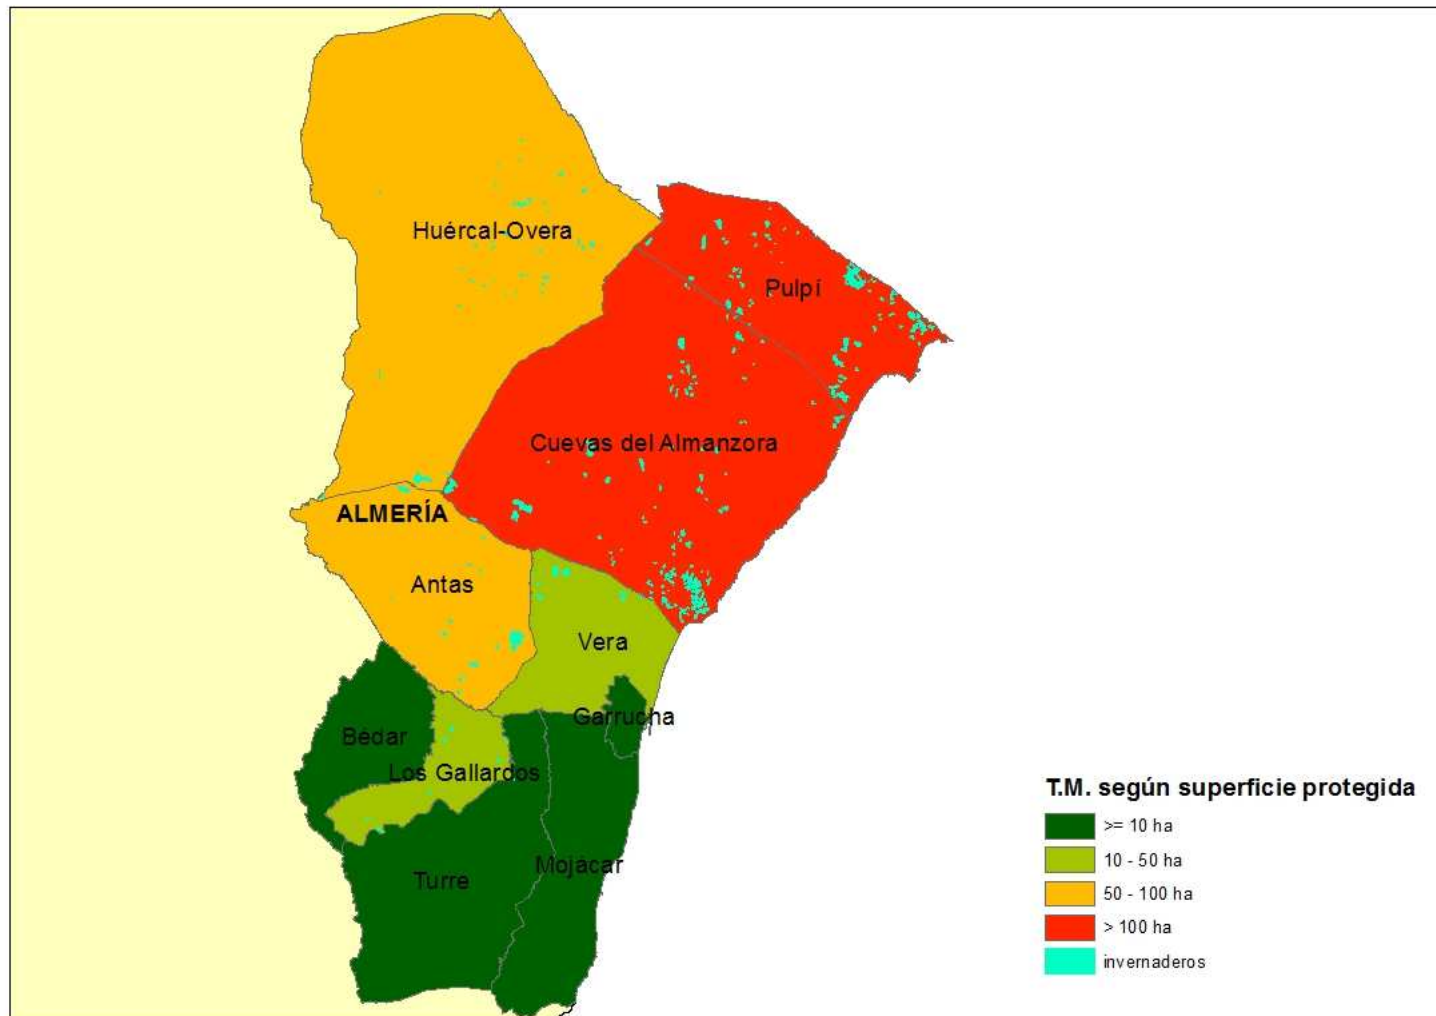 Huércal-Overa
Pulpí
Cuevas del Almanzora
ALMERÍA
Antas
Vera
Garrucha
Bédar
Los Gallardos
Mojácar
Turre
T.M. según superficie protegida
>= 10 ha
10 - 50 ha
50 - 100 ha
> 100 ha
invernaderos